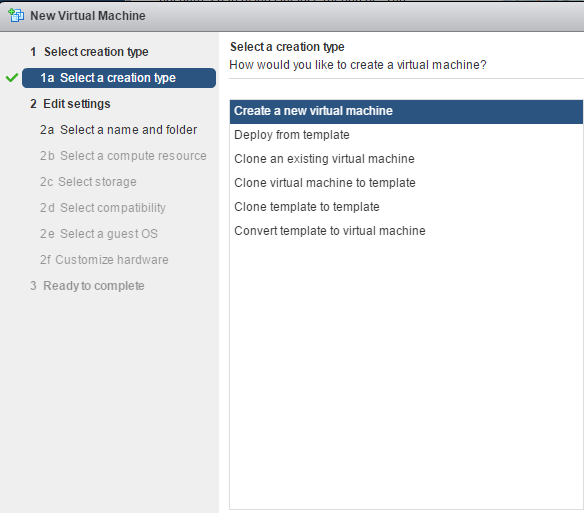 New Virtual Machine
1 Select creation type
1a Select a creation type
2 Edit settings
2a Select a name and folder
2b Select a compute resource
2c Select storage
2d Select compatibility
2e Select a guest OS
2f Customize hardware
3 Ready to complete
Select a creation type
How would you like to create a virtual machine?
Create a new virtual machine
Deploy from template
Clone an existing virtual machine
Clone virtual machine to template
Clone template to template
Convert template to virtual machine